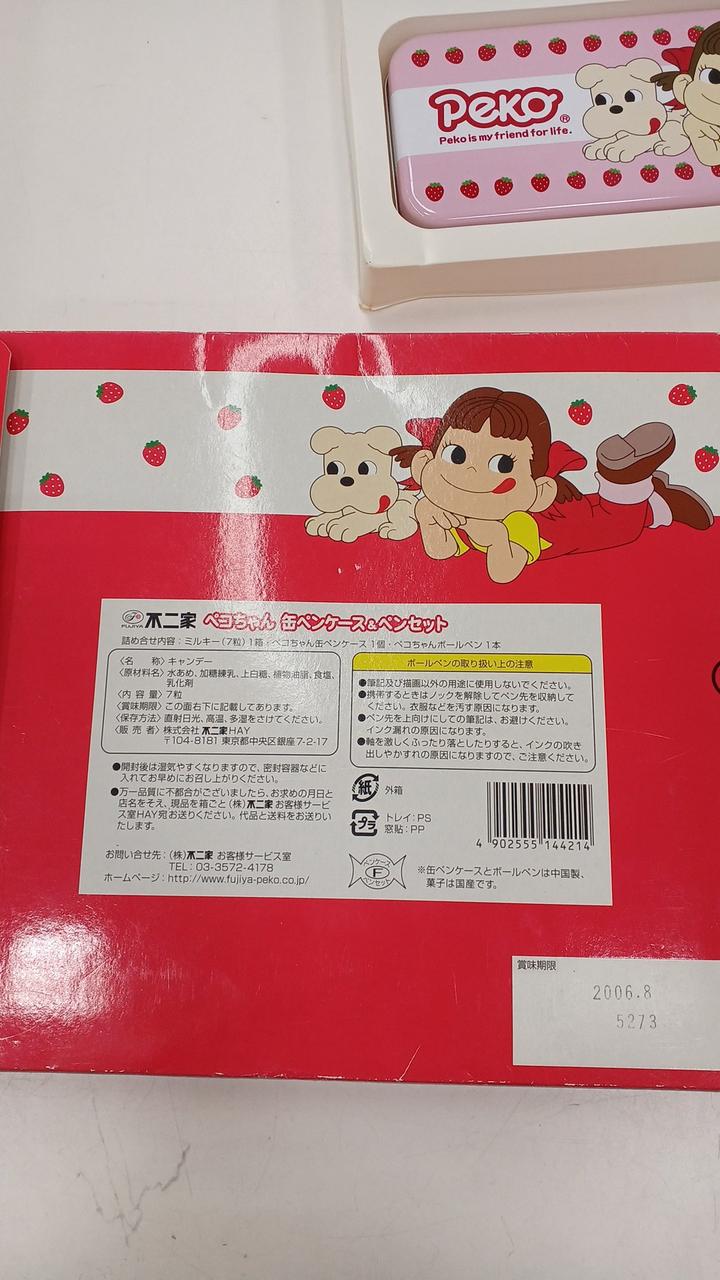 Peko®
Peko is my friend for life.
FUJIYA 不二家 ペコちゃん 缶ペンケース&ペンセット
詰め合せ内容：ミルキー(7粒)1箱・ペコちゃん缶ペンケース 1個・ペコちゃんボールペン 1本
〈名　　称〉キャンデー
〈原材料名〉水あめ、加糖練乳、上白糖、植物油脂、食塩、
乳化剤
〈内 容 量〉7粒
〈賞味期限〉この面右下に記載してあります。
〈保存方法〉直射日光、高温、多湿をさけてください。
〈販 売 者〉株式会社 不二家HAY
〒104-8181 東京都中央区銀座7-2-17
●開封後は湿気やすくなりますので、密封容器などに
入れてお早めにお召し上がりください。
●万一品質に不都合がございましたら、お求めの月日と
店名をそえ、現品を箱ごと(株)不二家 お客様サービ
ス室HAY宛お送りください。代品と送料をお送りい
たします。
お問い合せ先：(株)不二家 お客様サービス室
TEL：03-3572-4178
ホームページ：http://www.fujiya-peko.co.jp/
ボールペンの取り扱い上の注意
●筆記及び描画以外の用途に使用しないでください。
●携帯するときはノックを解除してペン先を収納して
ください。衣服などを汚す原因になります。
●ペン先を上向けにしての筆記は、お避けください。
インク漏れの原因になります。
●軸を激しくふったり落としたりすると、インクの吹き
出しやかすれの原因になりますので、ご注意ください。
紙 外箱
プラ トレイ：PS
窓貼：PP
4 902555 144214
ペンケース
F
ペンセット
※缶ペンケースとボールペンは中国製、
菓子は国産です。
賞味期限
2006.8
5273